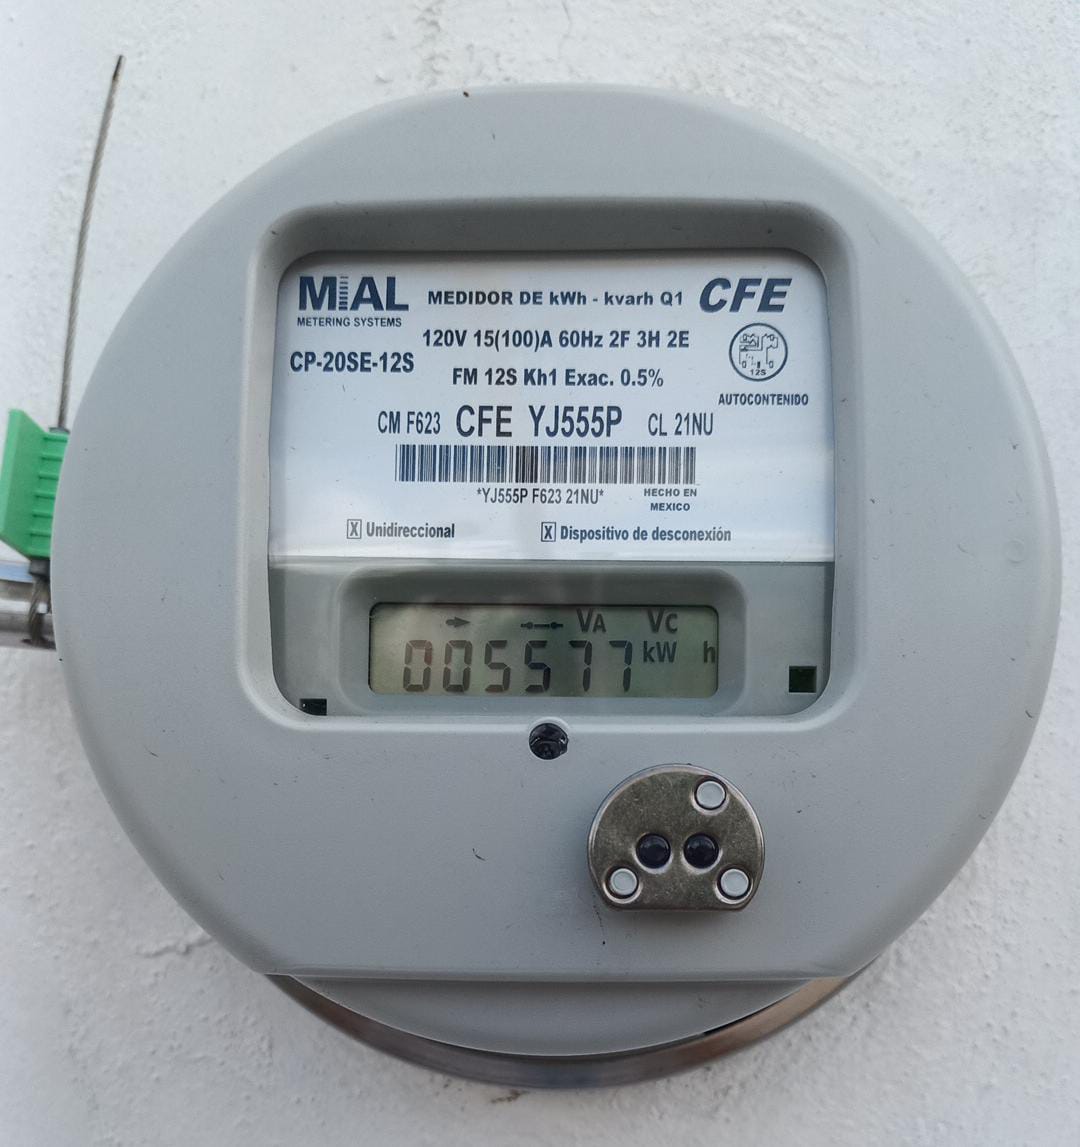 MIAL
METERING SYSTEMS
MEDIDOR DE kWh - kvarh Q1
CFE
120V 15(100)A 60Hz 2F 3H 2E
CP-20SE-12S
FM 12S Kh1 Exac. 0.5%
12S
AUTOCONTENIDO
CM F623 CFE YJ555P CL 21NU
*YJ555P F623 21NU*
HECHO EN
MEXICO
X Unidireccional
X Dispositivo de desconexión
VA VC
005577 kW h